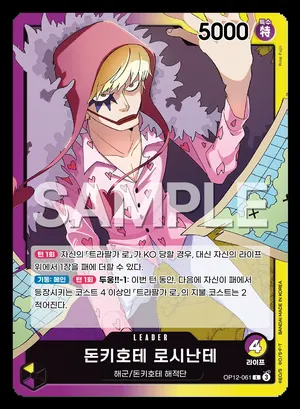 5000
특수
特
SAMPLE
턴 1회 자신의 「트라팔가 로」가 KO 당할 경우, 대신 자신의 라이프
위에서 1장을 패에 더할 수 있다.
기동: 메인 턴 1회 두웅!!-1: 이번 턴 동안, 다음에 자신이 패에서
등장시키는 코스트 4 이상인 「트라팔가 로」의 지불 코스트는 2
적어진다.
LEADER
돈키호테 로시난테
해군/돈키호테 해적단
4
라이프
OP12-061 L